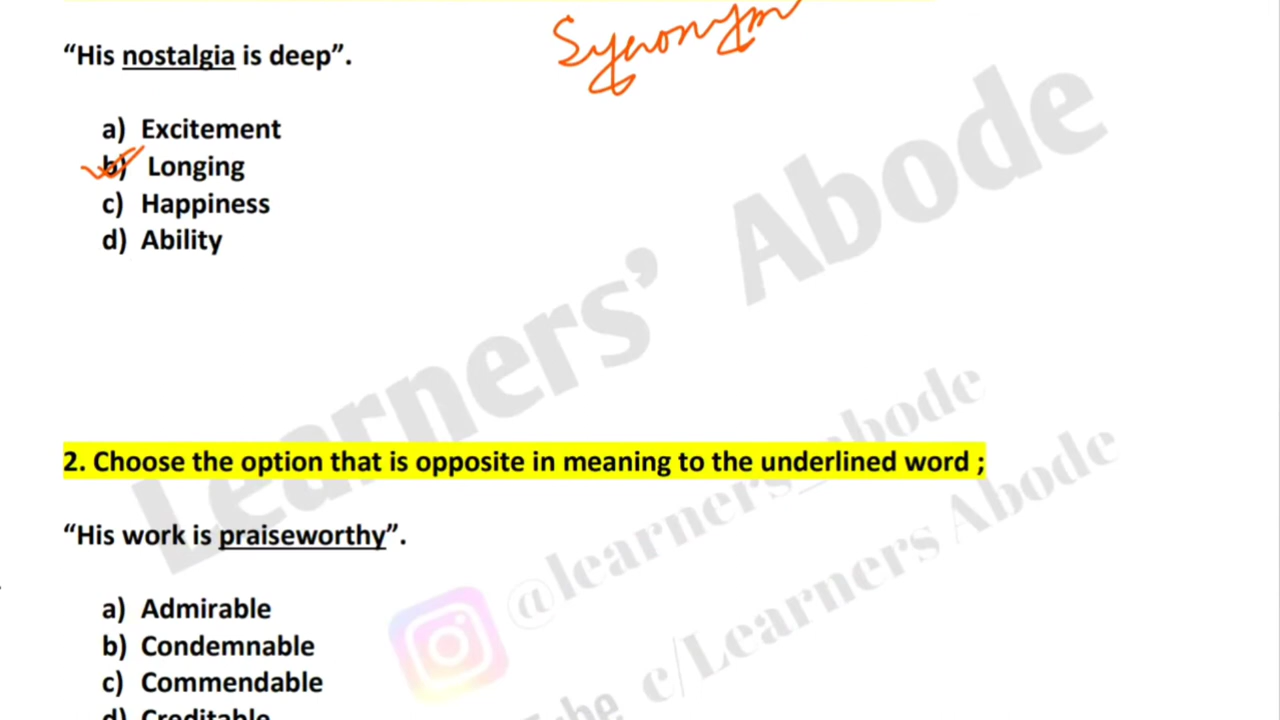 Synonym
“His nostalgia is deep”.
a) Excitement
b) Longing
c) Happiness
d) Ability
Learners’ Abode
2. Choose the option that is opposite in meaning to the underlined word ;
“His work is praiseworthy”.
@learners_abode
a) Admirable
b) Condemnable
c) Commendable
c/Learners Abode
d) Creditable